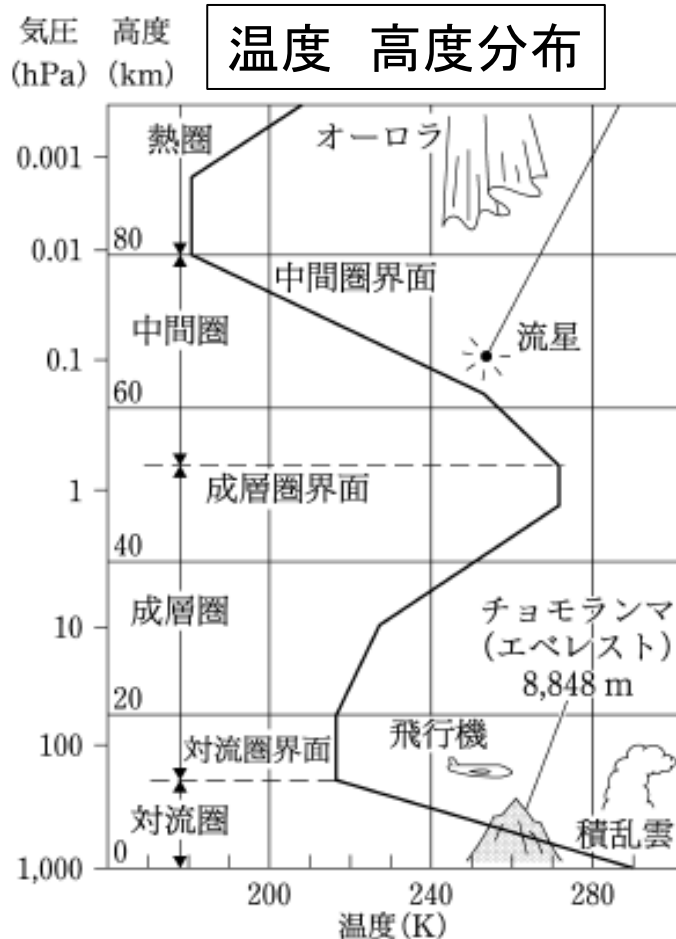 気圧 高度
(hPa) (km)
温度 高度分布
熱圏
オーロラ
0.001
80
0.01
中間圏界面
中間圏
流星
0.1
60
成層圏界面
1
40
成層圏
チョモランマ
(エベレスト)
8,848 m
10
20
飛行機
対流圏界面
100
対流圏
積乱雲
0
1,000
200 240 280
温度(K)